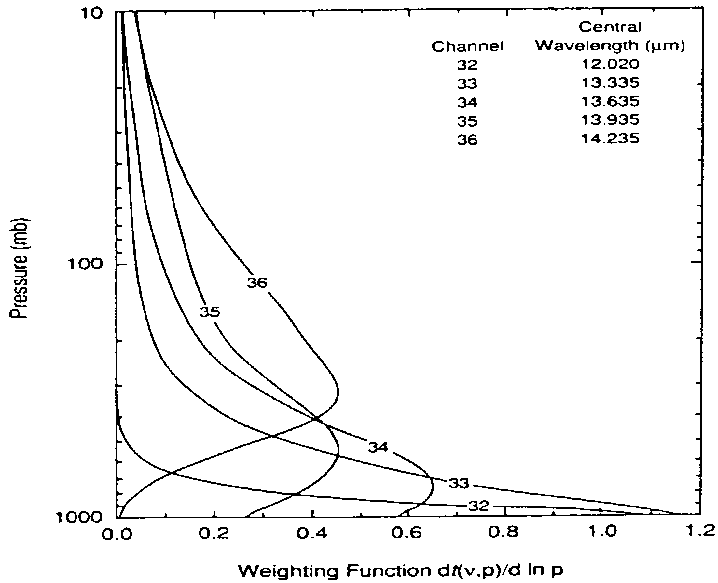 10
Central
Channel Wavelength (μm)
32 12.020
33 13.335
34 13.635
35 13.935
36 14.235
Pressure (mb)
100
36
35
34
33
32
1000
0.0 0.2 0.4 0.6 0.8 1.0 1.2
Weighting Function dt(ν,p)/d ln p